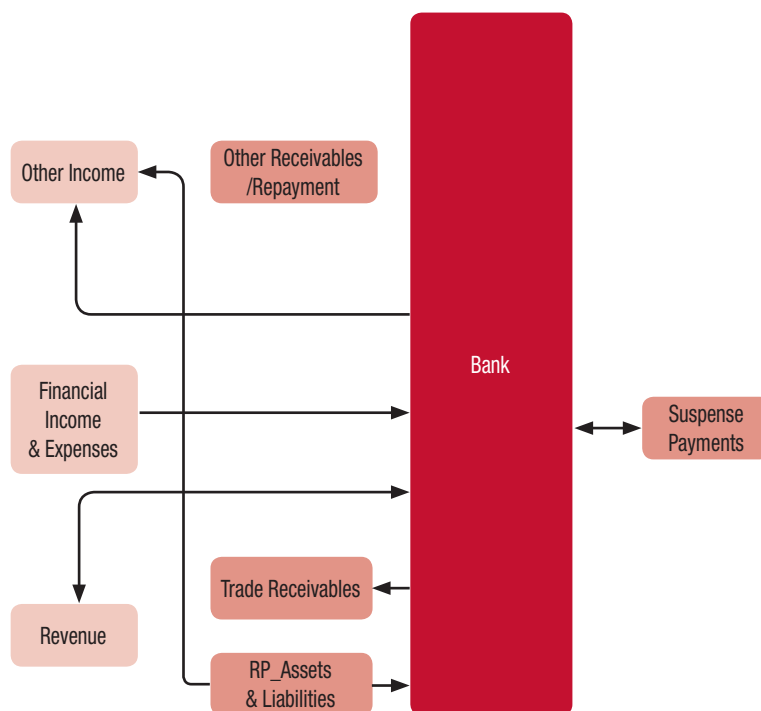 Other Income
Other Receivables
/Repayment
Bank
Financial
Income
& Expenses
Suspense
Payments
Trade Receivables
Revenue
RP_Assets
& Liabilities